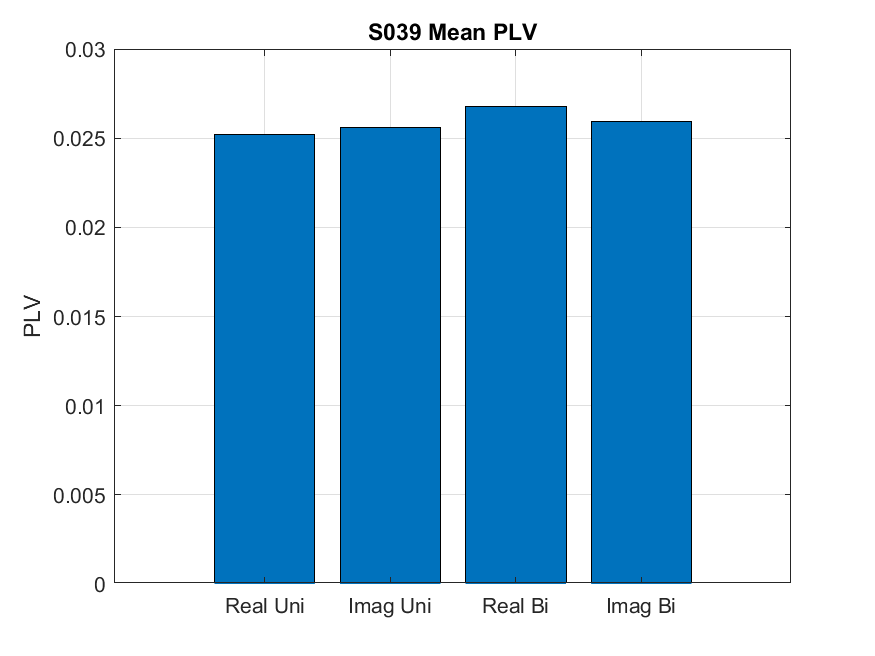 S039 Mean PLV
0.03
0.025
0.02
0.015
0.01
0.005
0
PLV
Real Uni
Imag Uni
Real Bi
Imag Bi